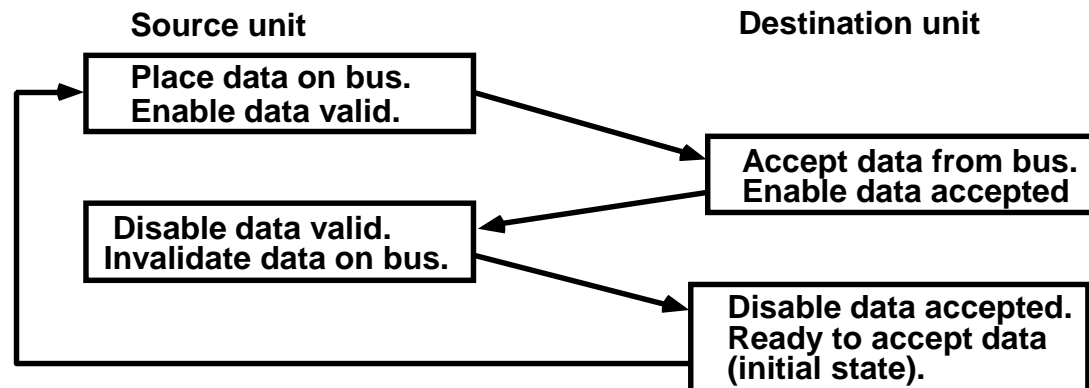 Source unit
Destination unit
Place data on bus.
Enable data valid.
Accept data from bus.
Enable data accepted
Disable data valid.
Invalidate data on bus.
Disable data accepted.
Ready to accept data
(initial state).